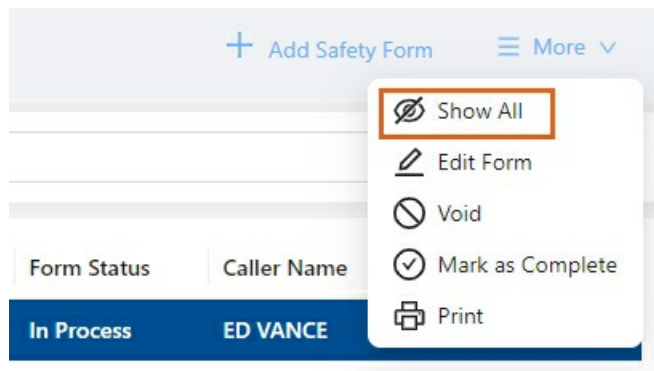 Add Safety Form
More
Show All
Edit Form
Void
Form Status
Caller Name
Mark as Complete
In Process
ED VANCE
Print